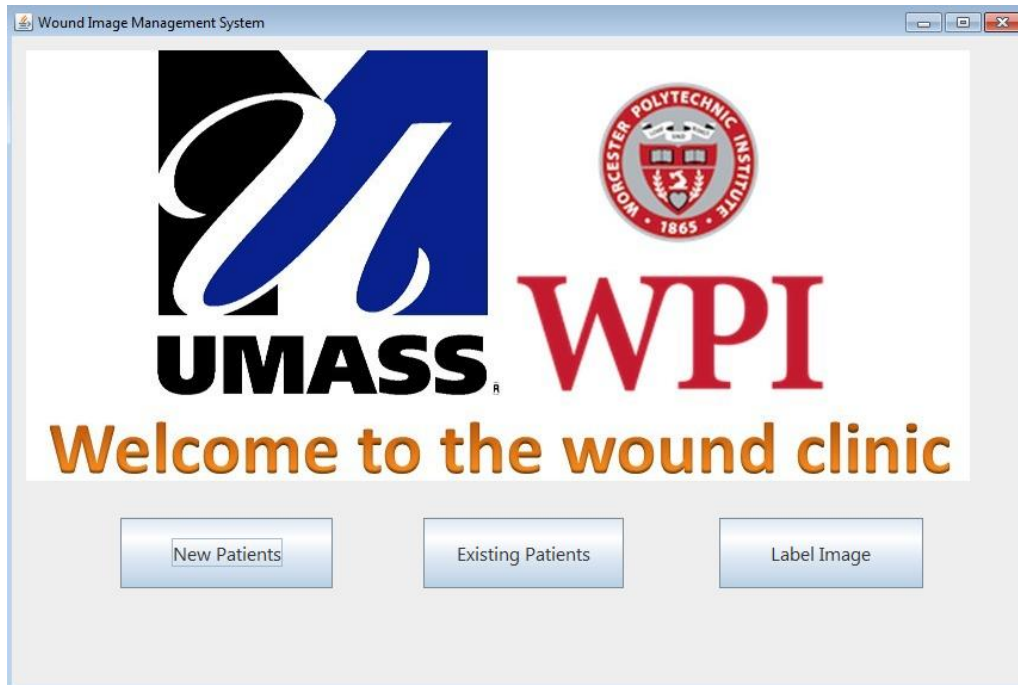 Wound Image Management System
WORCESTER POLYTECHNIC INSTITUTE
1865
UMASS®
WPI
Welcome to the wound clinic
New Patients
Existing Patients
Label Image